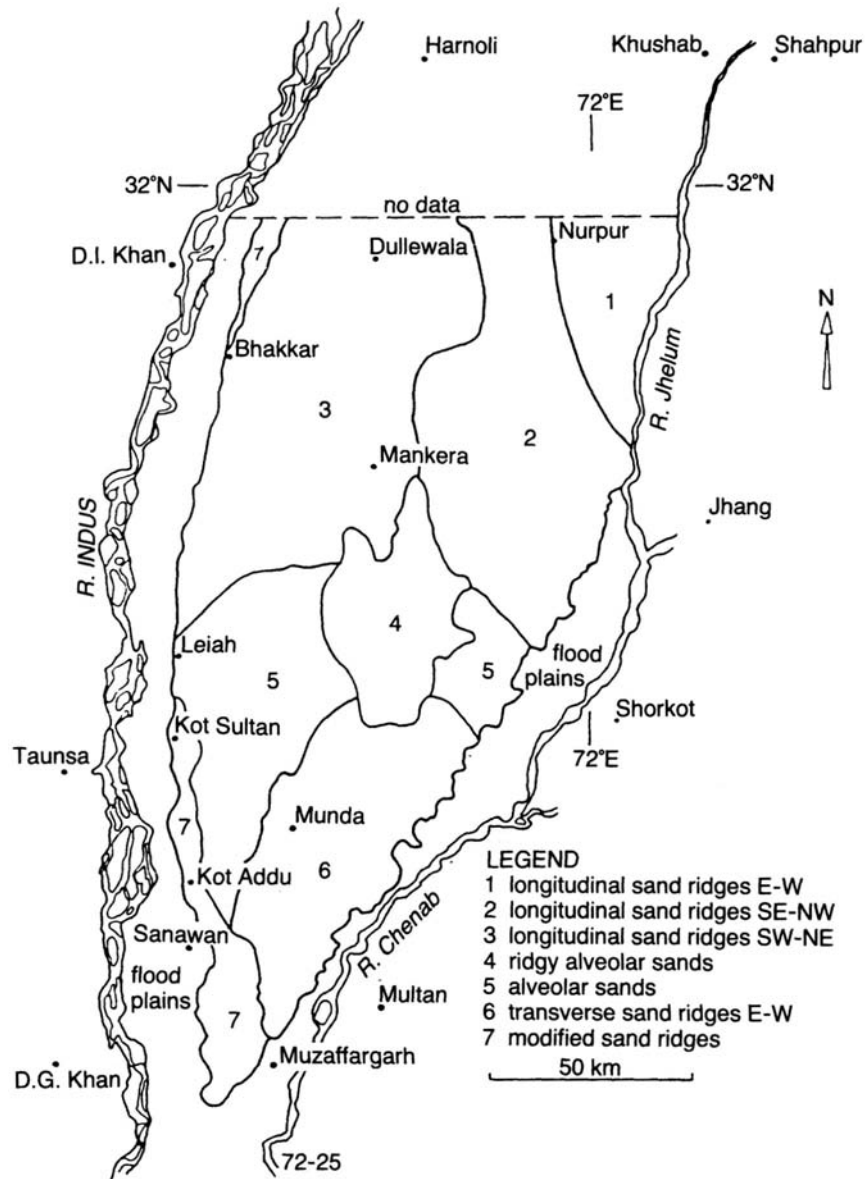 Harnoli
Khushab
Shahpur
72°E
32°N
32°N
no data
D.I. Khan
7
Dullewala
Nurpur
1
N
Bhakkar
R. Jhelum
3
2
Mankera
R. INDUS
Jhang
4
Leiah
5
5
flood
plains
Kot Sultan
Shorkot
Taunsa
72°E
7
Munda
6
Kot Addu
LEGEND
1 longitudinal sand ridges E-W
2 longitudinal sand ridges SE-NW
3 longitudinal sand ridges SW-NE
4 ridgy alveolar sands
5 alveolar sands
6 transverse sand ridges E-W
7 modified sand ridges
50 km
Sanawan
R. Chenab
flood
plains
7
Multan
Muzaffargarh
D.G. Khan
72-25